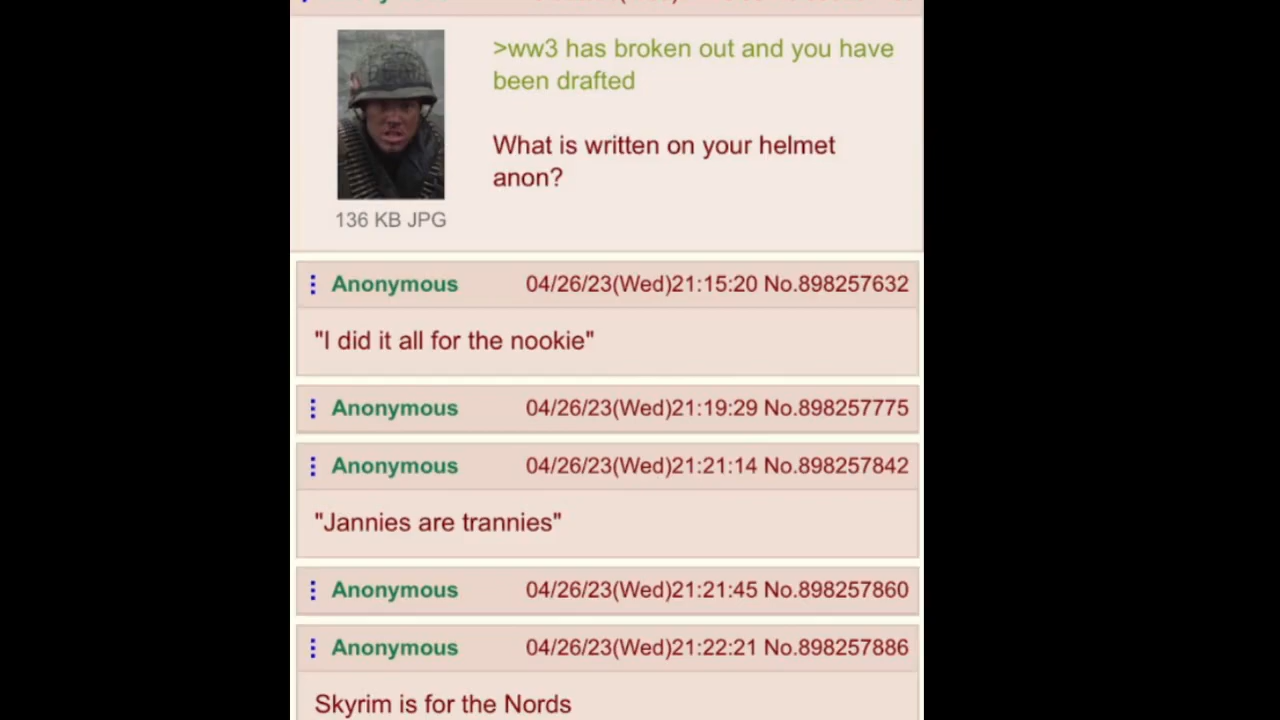 >ww3 has broken out and you have
been drafted
What is written on your helmet
anon?
136 KB JPG
Anonymous 04/26/23(Wed)21:15:20 No.898257632
"I did it all for the nookie"
Anonymous 04/26/23(Wed)21:19:29 No.898257775
Anonymous 04/26/23(Wed)21:21:14 No.898257842
"Jannies are trannies"
Anonymous 04/26/23(Wed)21:21:45 No.898257860
Anonymous 04/26/23(Wed)21:22:21 No.898257886
Skyrim is for the Nords